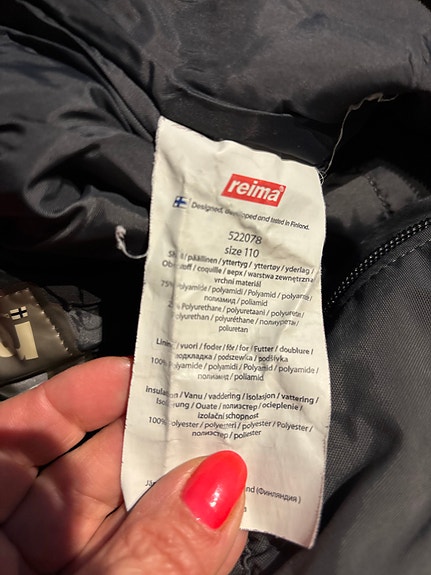 reima®
Designed, developed and tested in Finland.
522078
size 110
Shell / päällinen / yttertyg / yttertøy / yderlag /
Oberstoff / coquille / верх / warstwa zewnętrzna
vrchní materiál
75% Polyamide / polyamidi / Polyamid / polyamid
полиамид / poliamid
25% Polyurethane / polyuretaani / polyuretan /
Polyurethan / polyuréthane / полиуретан /
poliuretan
Lining / vuori / foder / fôr / for / Futter / doublure /
подкладка / podszewka / podšívka
100% Polyamide / polyamidi / Polyamid / polyamide /
полиамид / poliamid
Insulation / Vanu / vaddering / isolasjon / vattering /
Isolierung / Ouate / полиэстер / ocieplenie /
izolační schopnost
100% Polyester / polyesteri / polyester / Polyester /
полиэстер / poliester
(Финляндия)